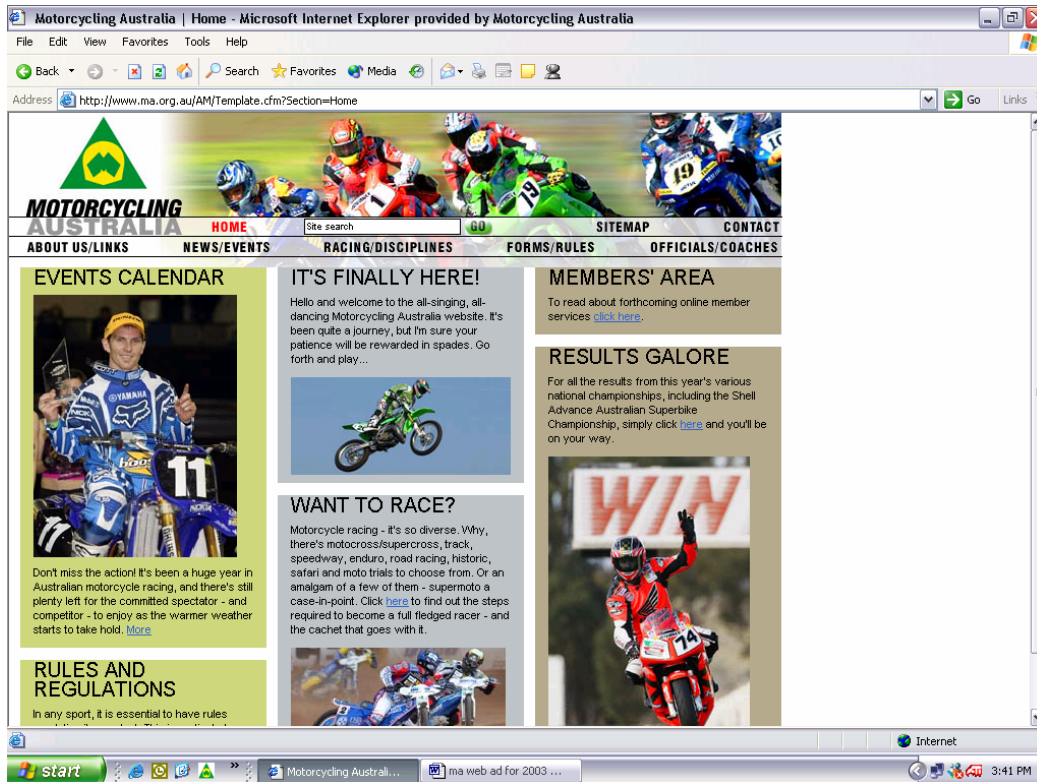 Motorcycling Australia | Home - Microsoft Internet Explorer provided by Motorcycling Australia
File Edit View Favorites Tools Help
Back Search Favorites Media
Address http://www.ma.org.au/AM/Template.cfm?Section=Home Go Links
MOTORCYCLING
AUSTRALIA
HOME Site search GO SITEMAP CONTACT
ABOUT US/LINKS NEWS/EVENTS RACING/DISCIPLINES FORMS/RULES OFFICIALS/COACHES
1
19
49
EVENTS CALENDAR
YAMAHA
NICK
boost
11
11
Don't miss the action! It's been a huge year in
Australian motorcycle racing, and there's still
plenty left for the committed spectator - and
competitor - to enjoy as the warmer weather
starts to take hold. More
RULES AND
REGULATIONS
In any sport, it is essential to have rules
IT'S FINALLY HERE!
Hello and welcome to the all-singing, all-
dancing Motorcycling Australia website. It's
been quite a journey, but I'm sure your
patience will be rewarded in spades. Go
forth and play...
WANT TO RACE?
Motorcycle racing - it's so diverse. Why,
there's motocross/supercross, track,
speedway, enduro, road racing, historic,
safari and moto trials to choose from. Or an
amalgam of a few of them - supermoto a
case-in-point. Click here to find out the steps
required to become a full fledged racer - and
the cachet that goes with it.
MEMBERS' AREA
To read about forthcoming online member
services click here.
RESULTS GALORE
For all the results from this year's various
national championships, including the Shell
Advance Australian Superbike
Championship, simply click here and you'll be
on your way.
WIN
74
Internet
start Motorcycling Australi... ma web ad for 2003 ... 3:41 PM